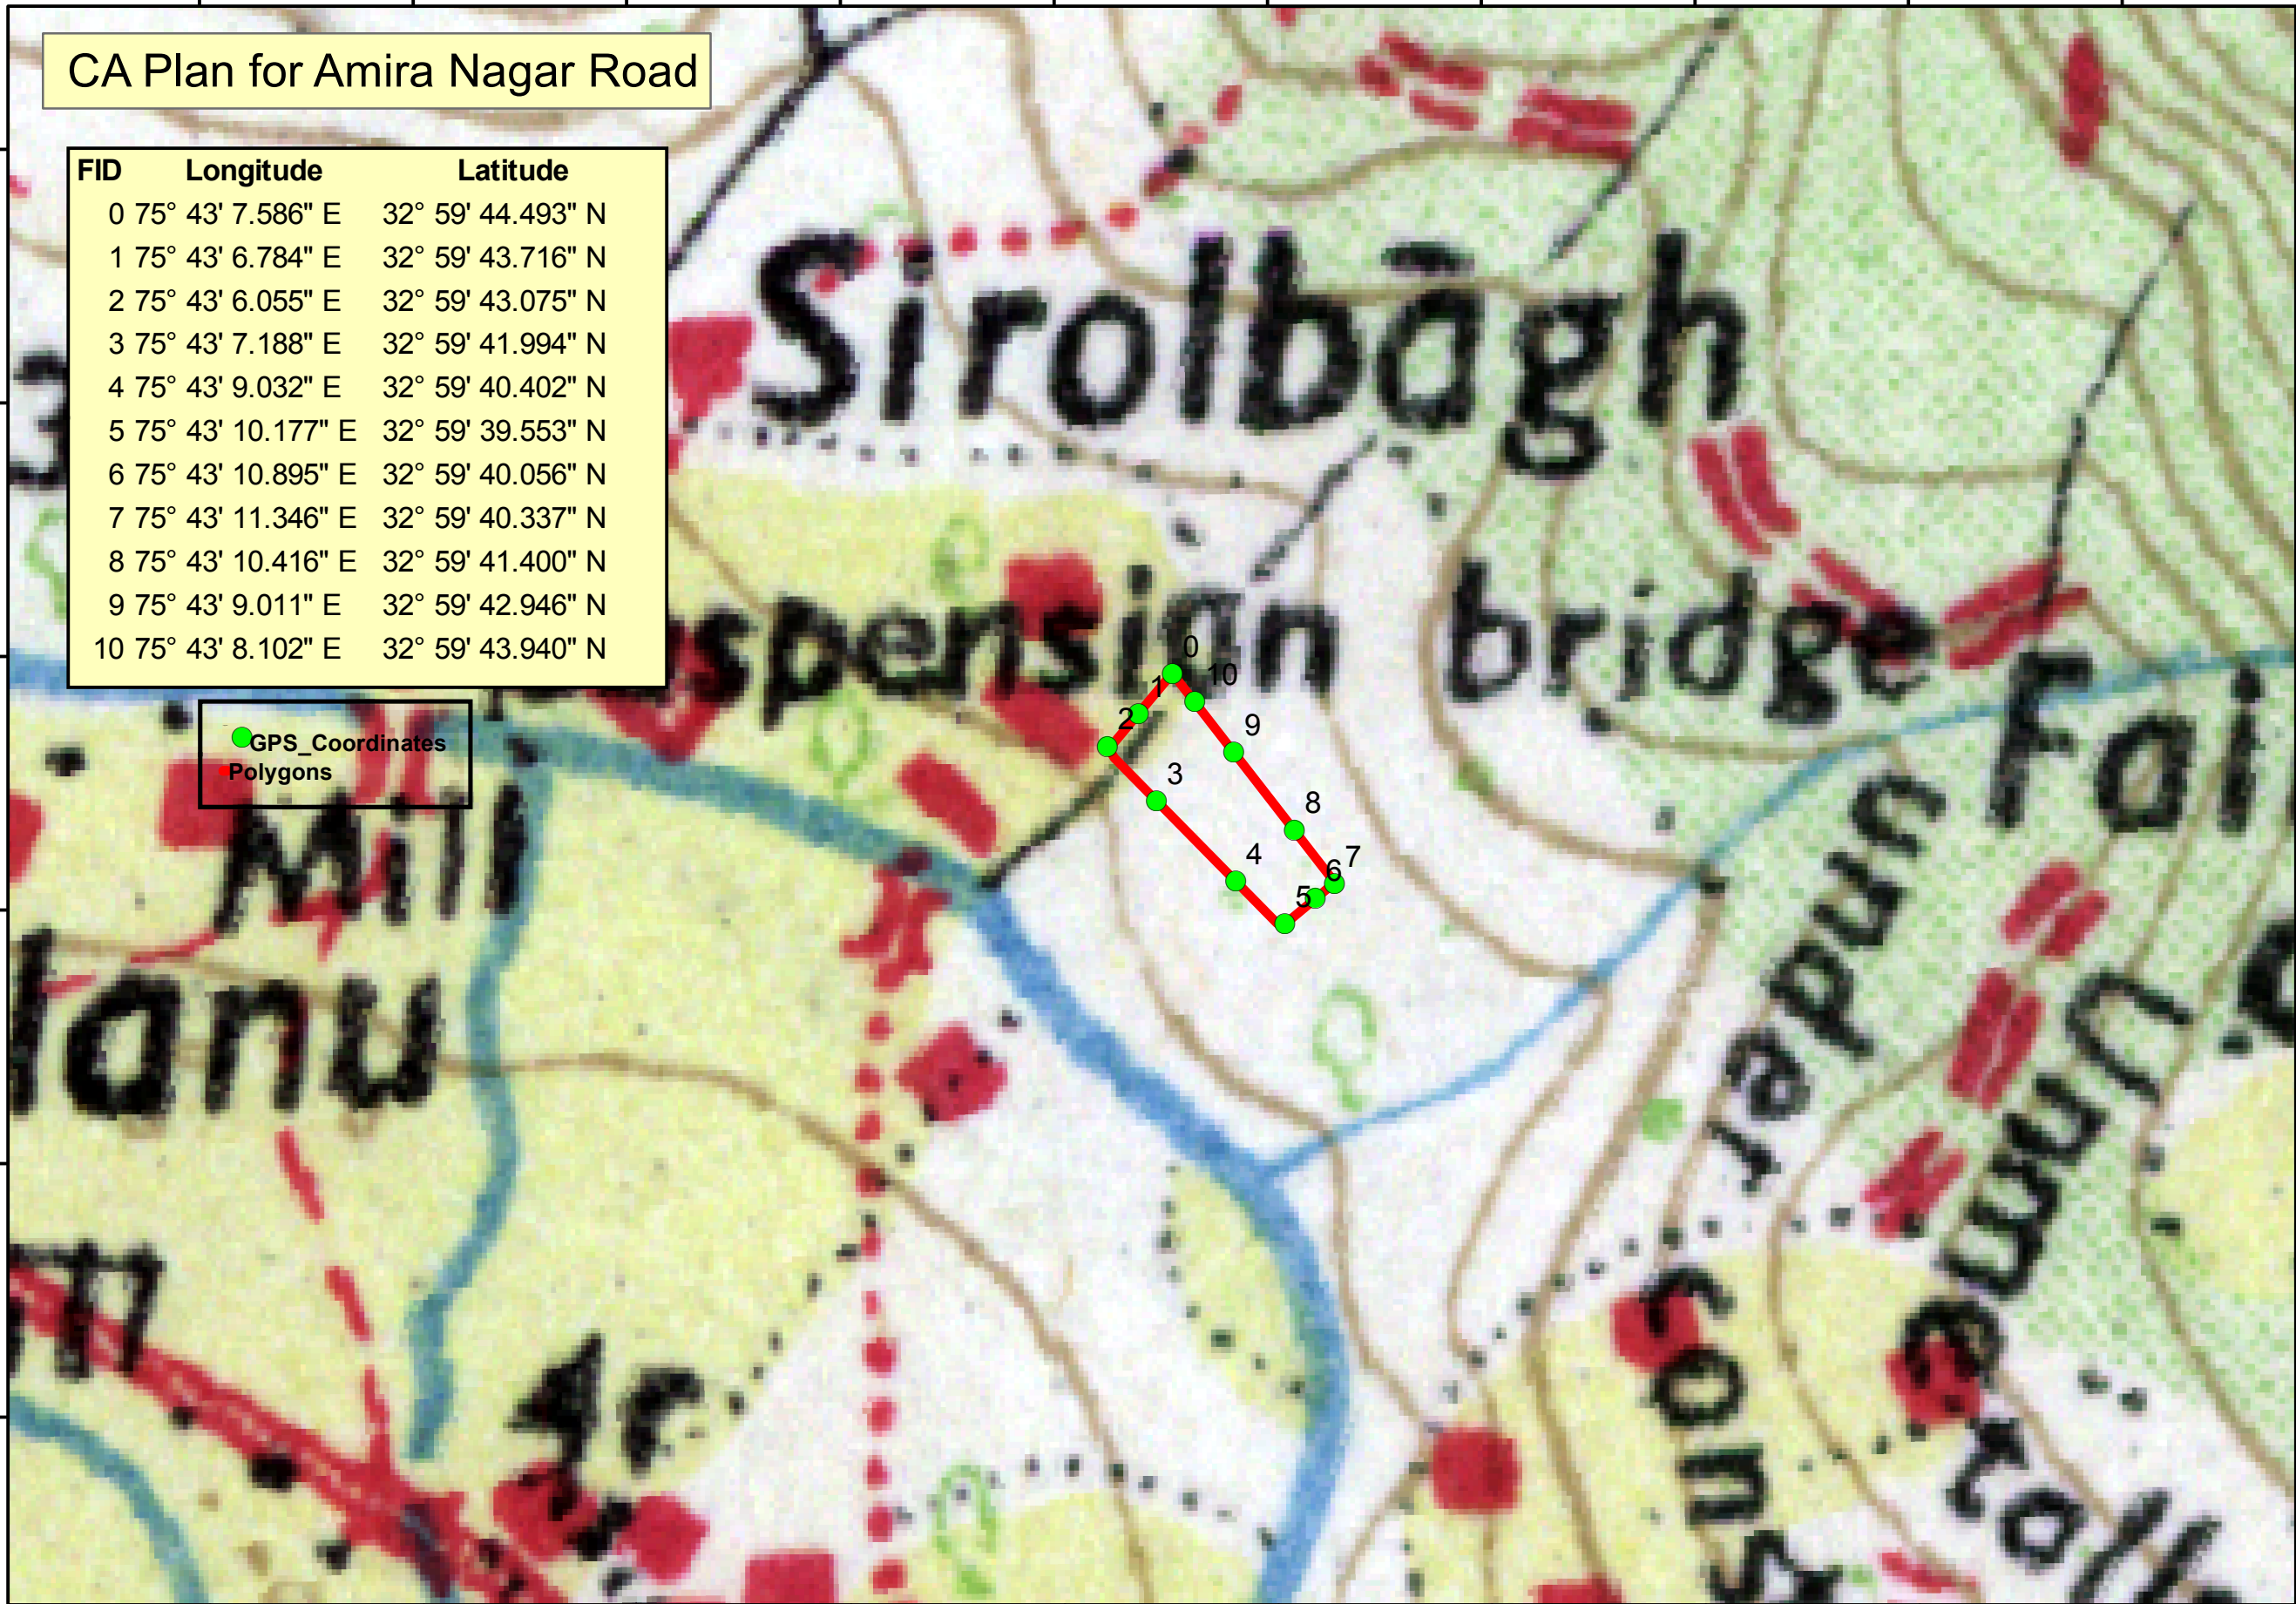 CA Plan for Amira Nagar Road
FID Longitude Latitude
0 75° 43' 7.586" E 32° 59' 44.493" N
1 75° 43' 6.784" E 32° 59' 43.716" N
2 75° 43' 6.055" E 32° 59' 43.075" N
3 75° 43' 7.188" E 32° 59' 41.994" N
4 75° 43' 9.032" E 32° 59' 40.402" N
5 75° 43' 10.177" E 32° 59' 39.553" N
6 75° 43' 10.895" E 32° 59' 40.056" N
7 75° 43' 11.346" E 32° 59' 40.337" N
8 75° 43' 10.416" E 32° 59' 41.400" N
9 75° 43' 9.011" E 32° 59' 42.946" N
10 75° 43' 8.102" E 32° 59' 43.940" N
GPS_Coordinates
Polygons
Sirolbāgh
3
spension bridge
0
10
1
2
9
3
8
4
7
6
5
Mill
Fal
under
anu